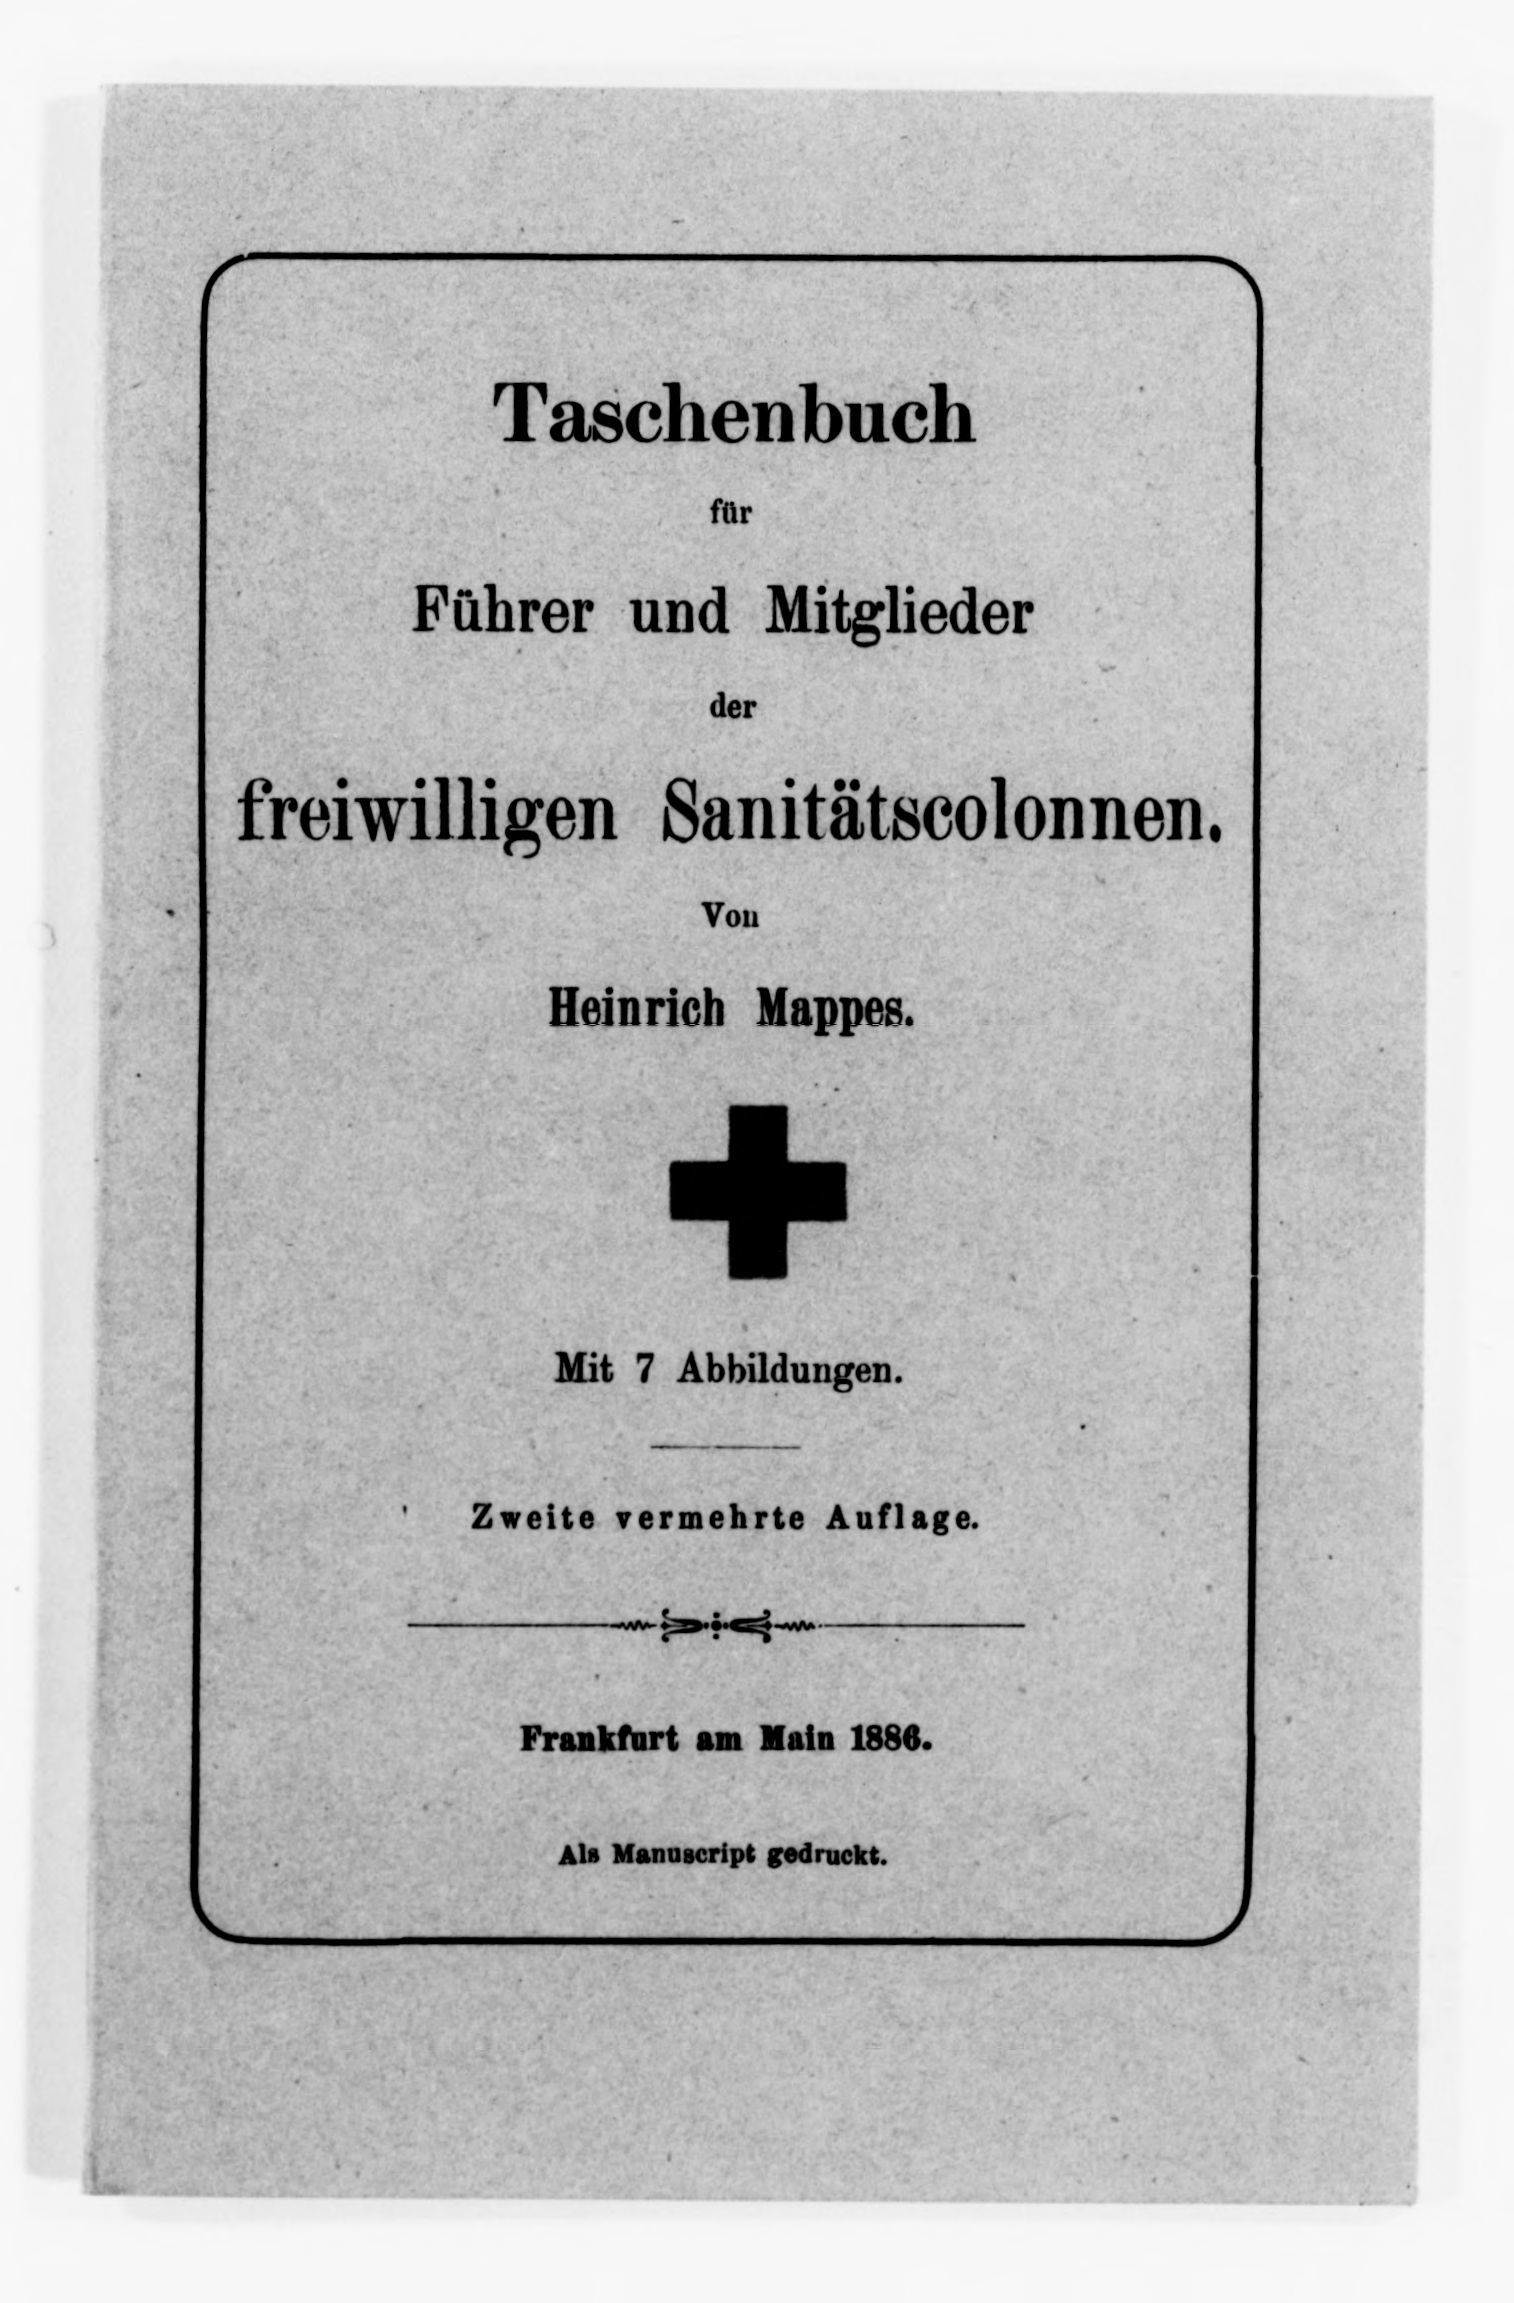 Taschenbuch
für
Führer und Mitglieder
der
freiwilligen Sanitätscolonnen.
Von
Heinrich Mappes.
Mit 7 Abbildungen.
Zweite vermehrte Auflage.
Frankfurt am Main 1886.
Als Manuscript gedruckt.